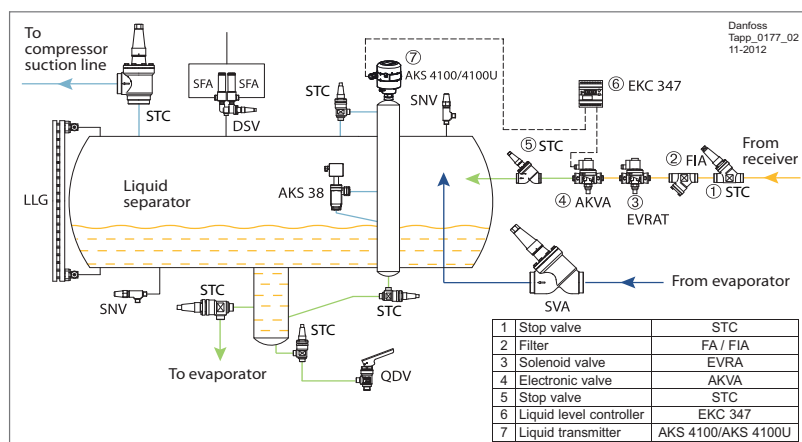 Danfoss
Tapp_0177_02
11-2012
To
compressor
suction line
STC
SFA
SFA
DSV
STC
⑦
AKS 4100/4100U
SNV
⑥ EKC 347
⑤ STC
② FIA
From
receiver
① STC
④ AKVA
③
EVRAT
LLG
Liquid
separator
AKS 38
SNV
STC
STC
STC
QDV
To evaporator
SVA
From evaporator
1 Stop valve STC
2 Filter FA / FIA
3 Solenoid valve EVRA
4 Electronic valve AKVA
5 Stop valve STC
6 Liquid level controller EKC 347
7 Liquid transmitter AKS 4100/AKS 4100U